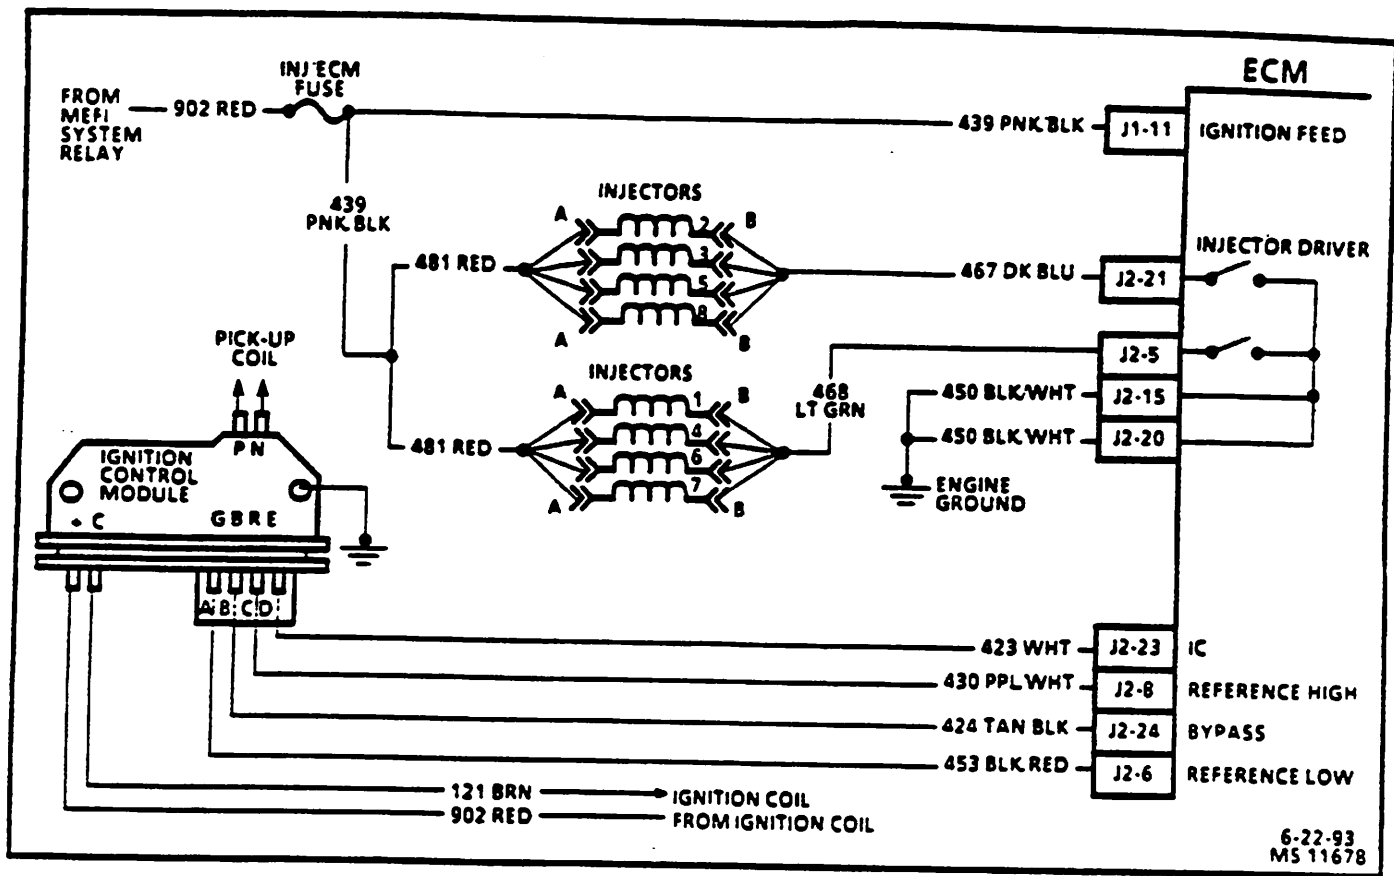 ECM
INJ ECM
FUSE
FROM
MEFI
SYSTEM
RELAY
902 RED
439 PNK BLK
J1-11
IGNITION FEED
439
PNK BLK
INJECTORS
A
B
2
3
5
8
A
B
481 RED
467 DK BLU
J2-21
INJECTOR DRIVER
J2-5
468
LT GRN
INJECTORS
A
B
1
4
6
7
A
B
481 RED
450 BLK/WHT
J2-15
450 BLK/WHT
J2-20
ENGINE
GROUND
PICK-UP
COIL
P N
IGNITION
CONTROL
MODULE
+ C
G B R E
A B C D
423 WHT
J2-23
IC
430 PPL/WHT
J2-8
REFERENCE HIGH
424 TAN BLK
J2-24
BYPASS
453 BLK RED
J2-6
REFERENCE LOW
121 BRN
IGNITION COIL
902 RED
FROM IGNITION COIL
6-22-93
MS 11678